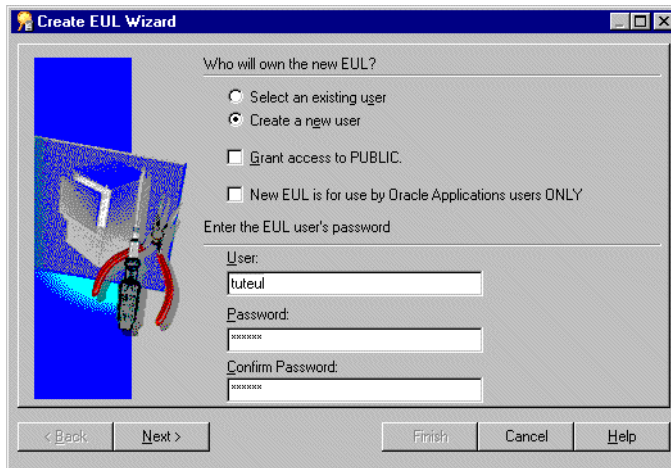 Create EUL Wizard
Who will own the new EUL?
Select an existing user
Create a new user
Grant access to PUBLIC.
New EUL is for use by Oracle Applications users ONLY
Enter the EUL user's password
User:
tuteul
Password:
******
Confirm Password:
******
< Back Next > Finish Cancel Help